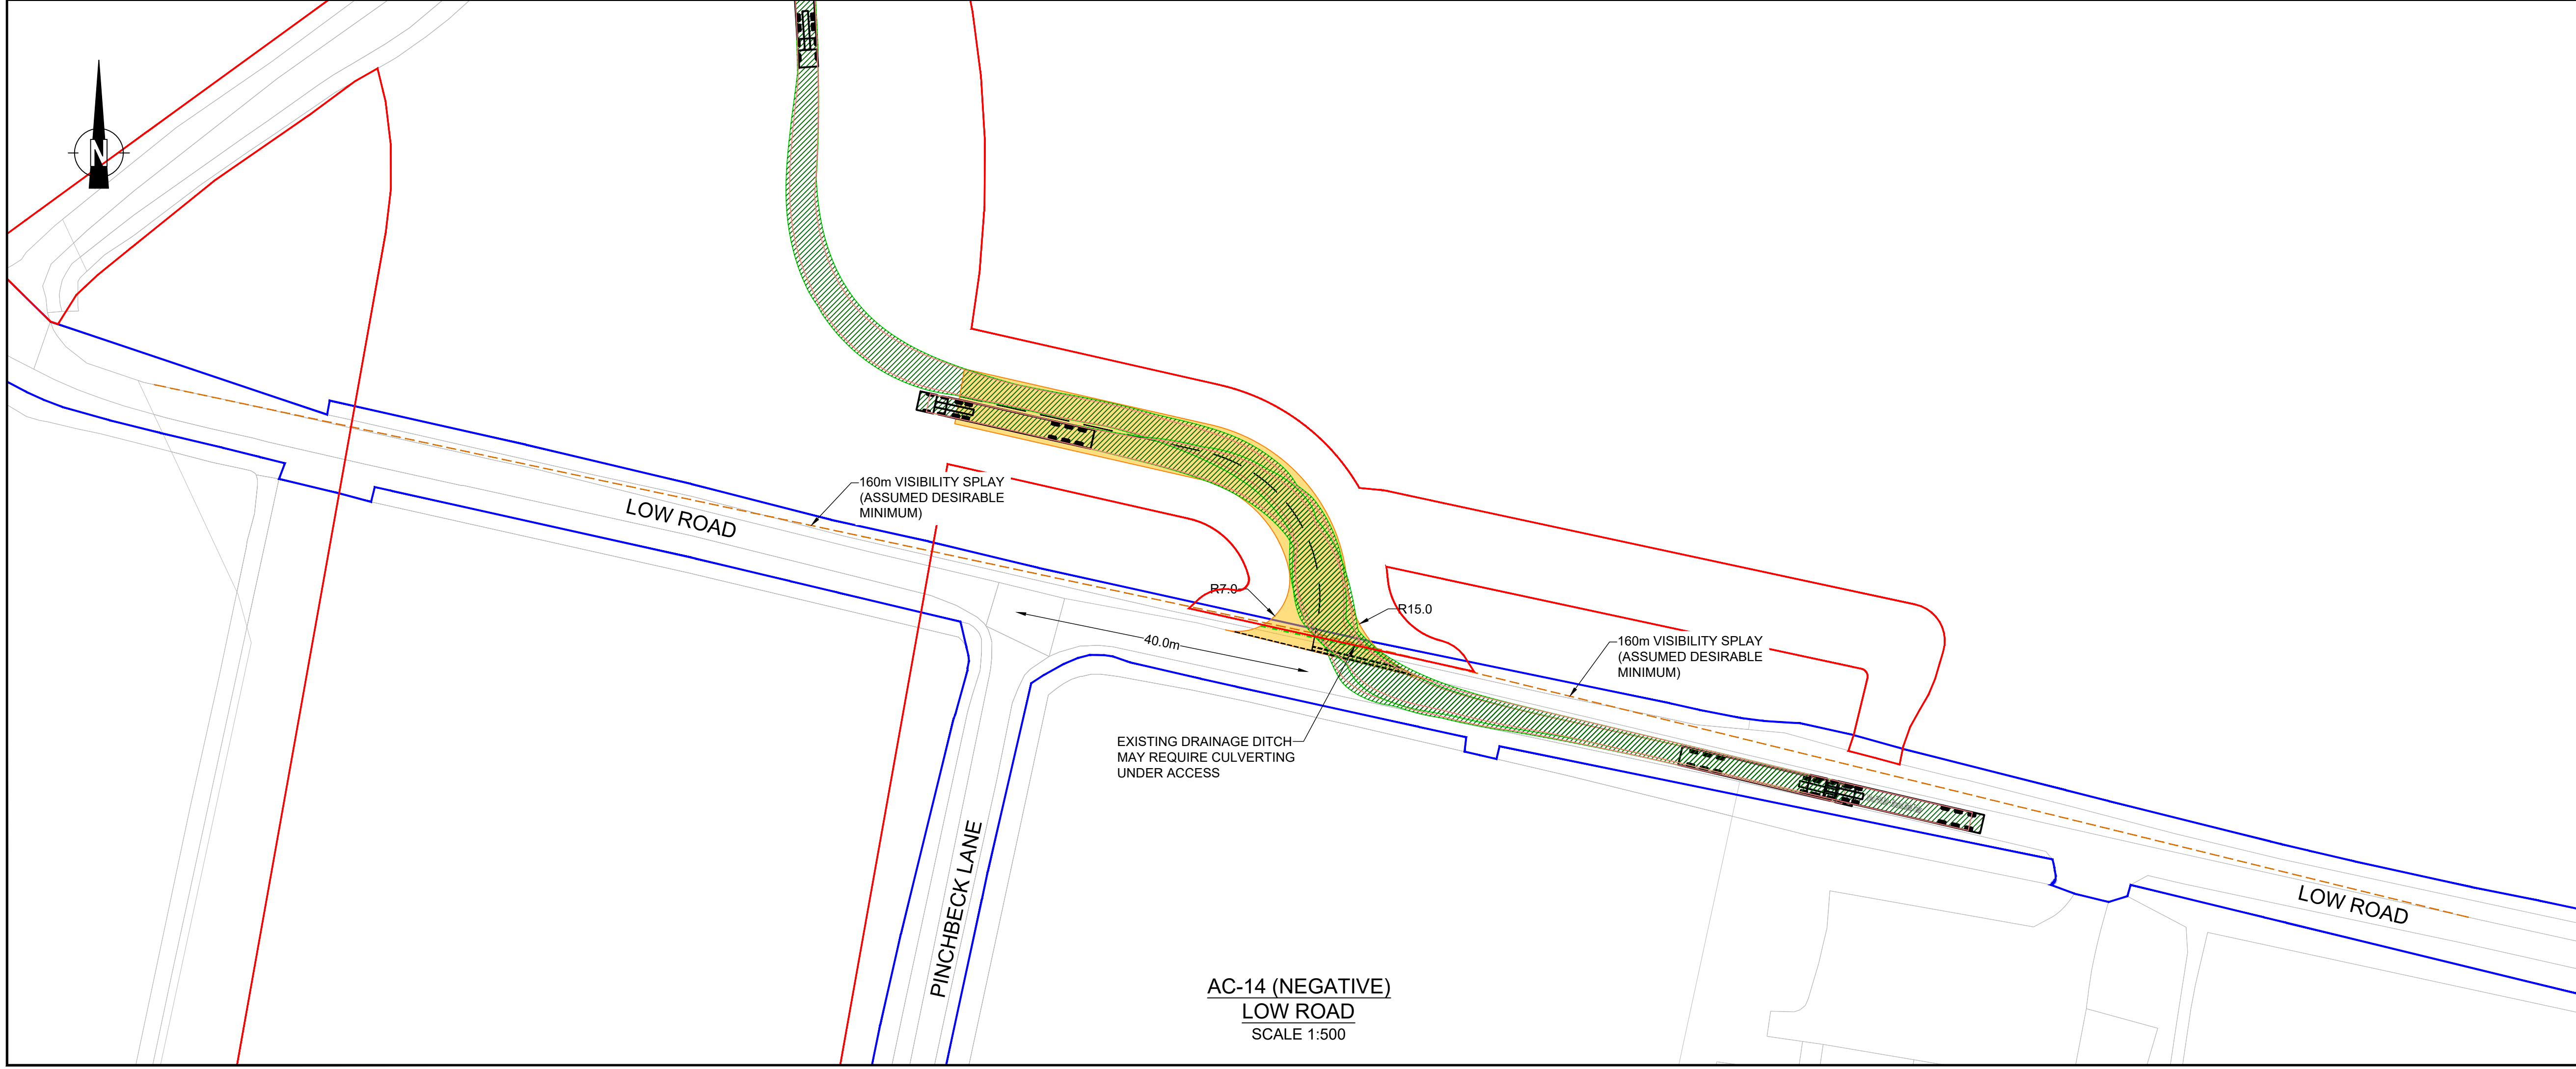 N
160m VISIBILITY SPLAY
(ASSUMED DESIRABLE
MINIMUM)
LOW ROAD
R7.0
R15.0
40.0m
160m VISIBILITY SPLAY
(ASSUMED DESIRABLE
MINIMUM)
EXISTING DRAINAGE DITCH
MAY REQUIRE CULVERTING
UNDER ACCESS
PINCHBECK LANE
LOW ROAD
AC-14 (NEGATIVE)
LOW ROAD
SCALE 1:500